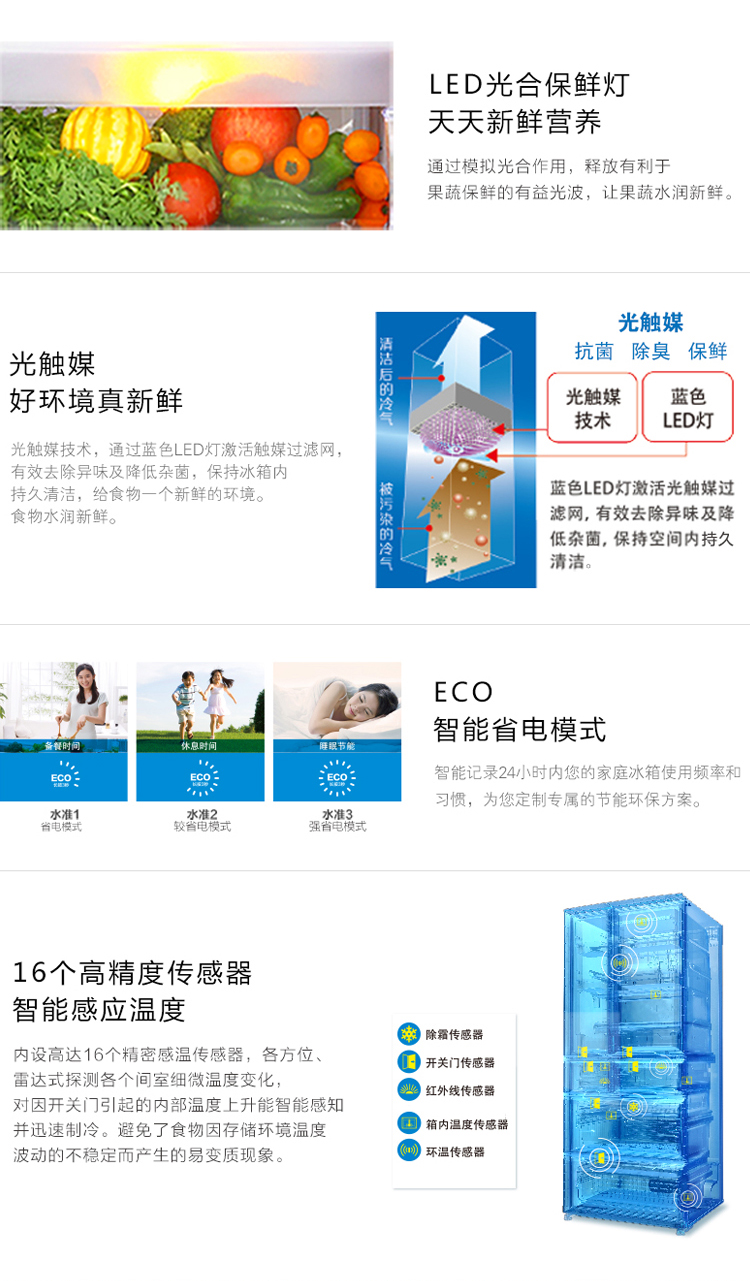 LED光合保鲜灯
天天新鲜营养
通过模拟光合作用，释放有利于
果蔬保鲜的有益光波，让果蔬水润新鲜。
光触媒
好环境真新鲜
光触媒技术，通过蓝色LED灯激活触媒过滤网，
有效去除异味及降低杂菌，保持冰箱内
持久清洁，给食物一个新鲜的环境。
食物水润新鲜。
清洁后的冷气
被污染的冷气
光触媒
抗菌 除臭 保鲜
光触媒
技术
蓝色
LED灯
蓝色LED灯激活光触媒过
滤网，有效去除异味及降
低杂菌，保持空间内持久
清洁。
备餐时间
ECO
长按3秒
水准1
省电模式
休息时间
ECO
长按3秒
水准2
较省电模式
睡眠节能
ECO
长按3秒
水准3
强省电模式
ECO
智能省电模式
智能记录24小时内您的家庭冰箱使用频率和
习惯，为您定制专属的节能环保方案。
16个高精度传感器
智能感应温度
内设高达16个精密感温传感器，各方位、
雷达式探测各个间室细微温度变化，
对因开关门引起的内部温度上升能智能感知
并迅速制冷。避免了食物因存储环境温度
波动的不稳定而产生的易变质现象。
除霜传感器
开关门传感器
红外线传感器
箱内温度传感器
环温传感器